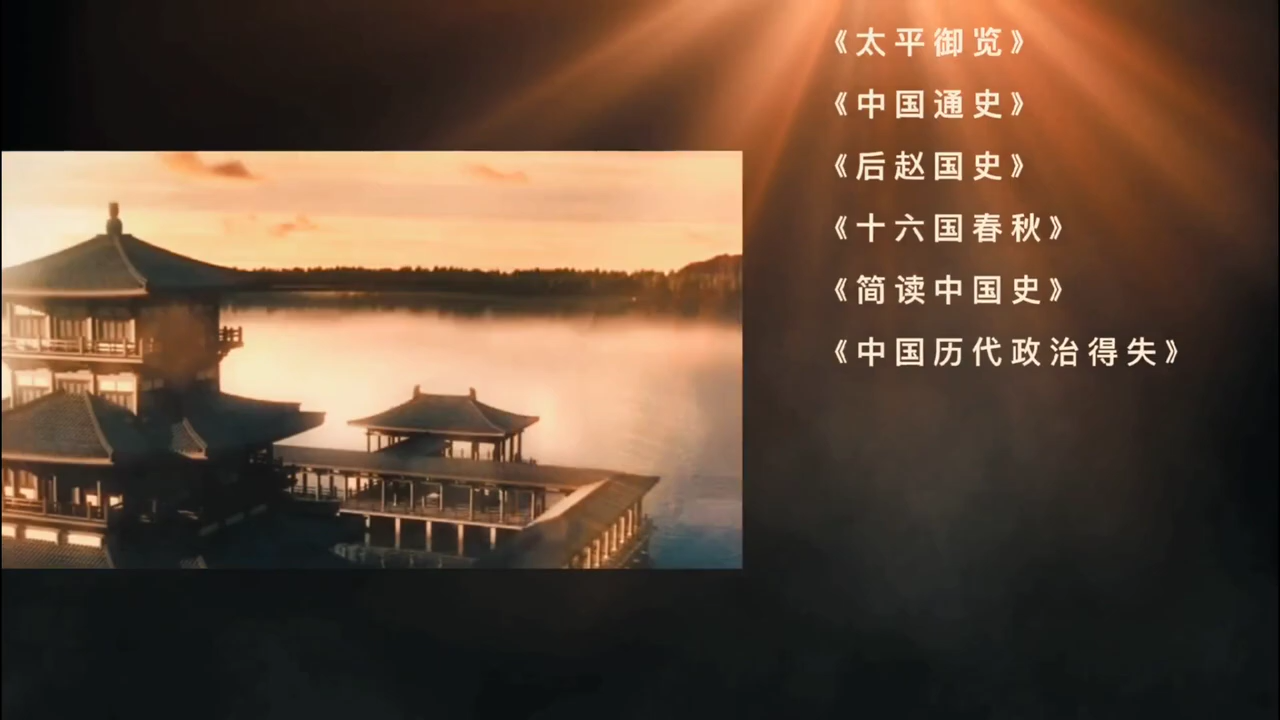 《太平御览》
《中国通史》
《后赵国史》
《十六国春秋》
《简读中国史》
《中国历代政治得失》